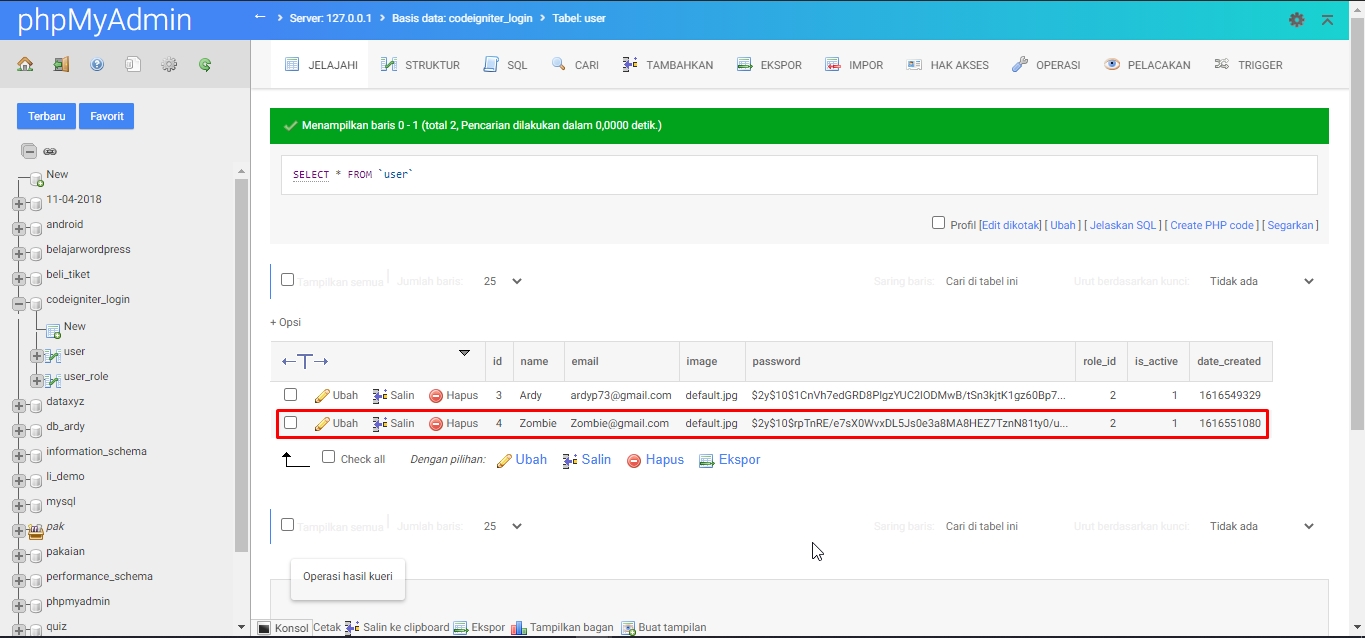 phpMyAdmin
← > Server: 127.0.0.1 > Basis data: codeigniter_login > Tabel: user
JELAJAHI STRUKTUR SQL CARI TAMBAHKAN EKSPOR IMPOR HAK AKSES OPERASI PELACAKAN TRIGGER
Terbaru Favorit
New
11-04-2018
android
belajarwordpress
beli_tiket
codeigniter_login
New
user
user_role
dataxyz
db_ardy
information_schema
li_demo
mysql
pak
pakaian
performance_schema
phpmyadmin
quiz
Menampilkan baris 0 - 1 (total 2, Pencarian dilakukan dalam 0,0000 detik.)
SELECT * FROM `user`
Profil [Edit dikotak] [ Ubah ] [ Jelaskan SQL ] [ Create PHP code ] [ Segarkan ]
Tampilkan semua Jumlah baris: 25 Saring baris: Cari di tabel ini Urut berdasarkan kunci: Tidak ada
+ Opsi
←T→ id name email image password role_id is_active date_created
Ubah Salin Hapus 3 Ardy ardyp73@gmail.com default.jpg $2y$10$1CnVh7edGRD8PlgzYUC2lODMwB/tSn3kjtK1gz60Bp7... 2 1 1616549329
Ubah Salin Hapus 4 Zombie Zombie@gmail.com default.jpg $2y$10$rpTnRE/e7sX0WvxDL5Js0e3a8MA8HEZ7TznN81ty0/u... 2 1 1616551080
Check all Dengan pilihan: Ubah Salin Hapus Ekspor
Tampilkan semua Jumlah baris: 25 Saring baris: Cari di tabel ini Urut berdasarkan kunci: Tidak ada
Operasi hasil kueri
Konsol Cetak Salin ke clipboard Ekspor Tampilkan bagan Buat tampilan